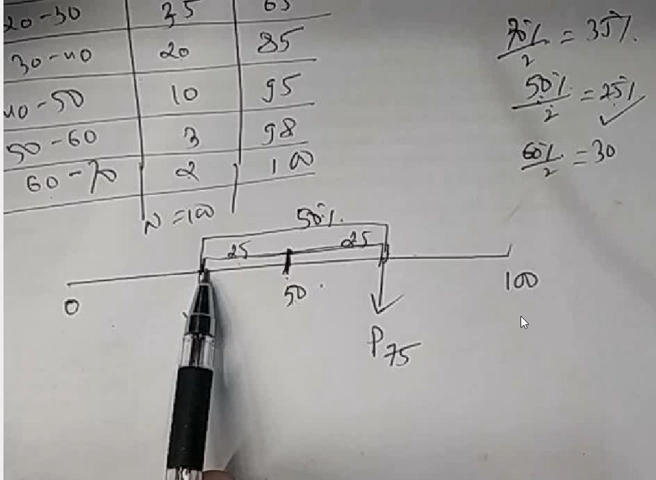 20-30 35 65
30-40 20 85
40-50 10 95
50-60 3 98
60-70 2 100
N = 100
70%/2 = 35%.
50%/2 = 25%
60%/2 = 30
50%.
25 25
0 50. 100
P75